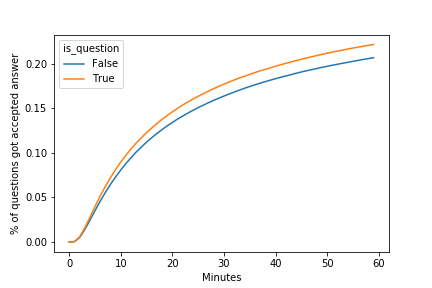 is_question
False
True
% of questions got accepted answer
0.20
0.15
0.10
0.05
0.00
0 10 20 30 40 50 60
Minutes